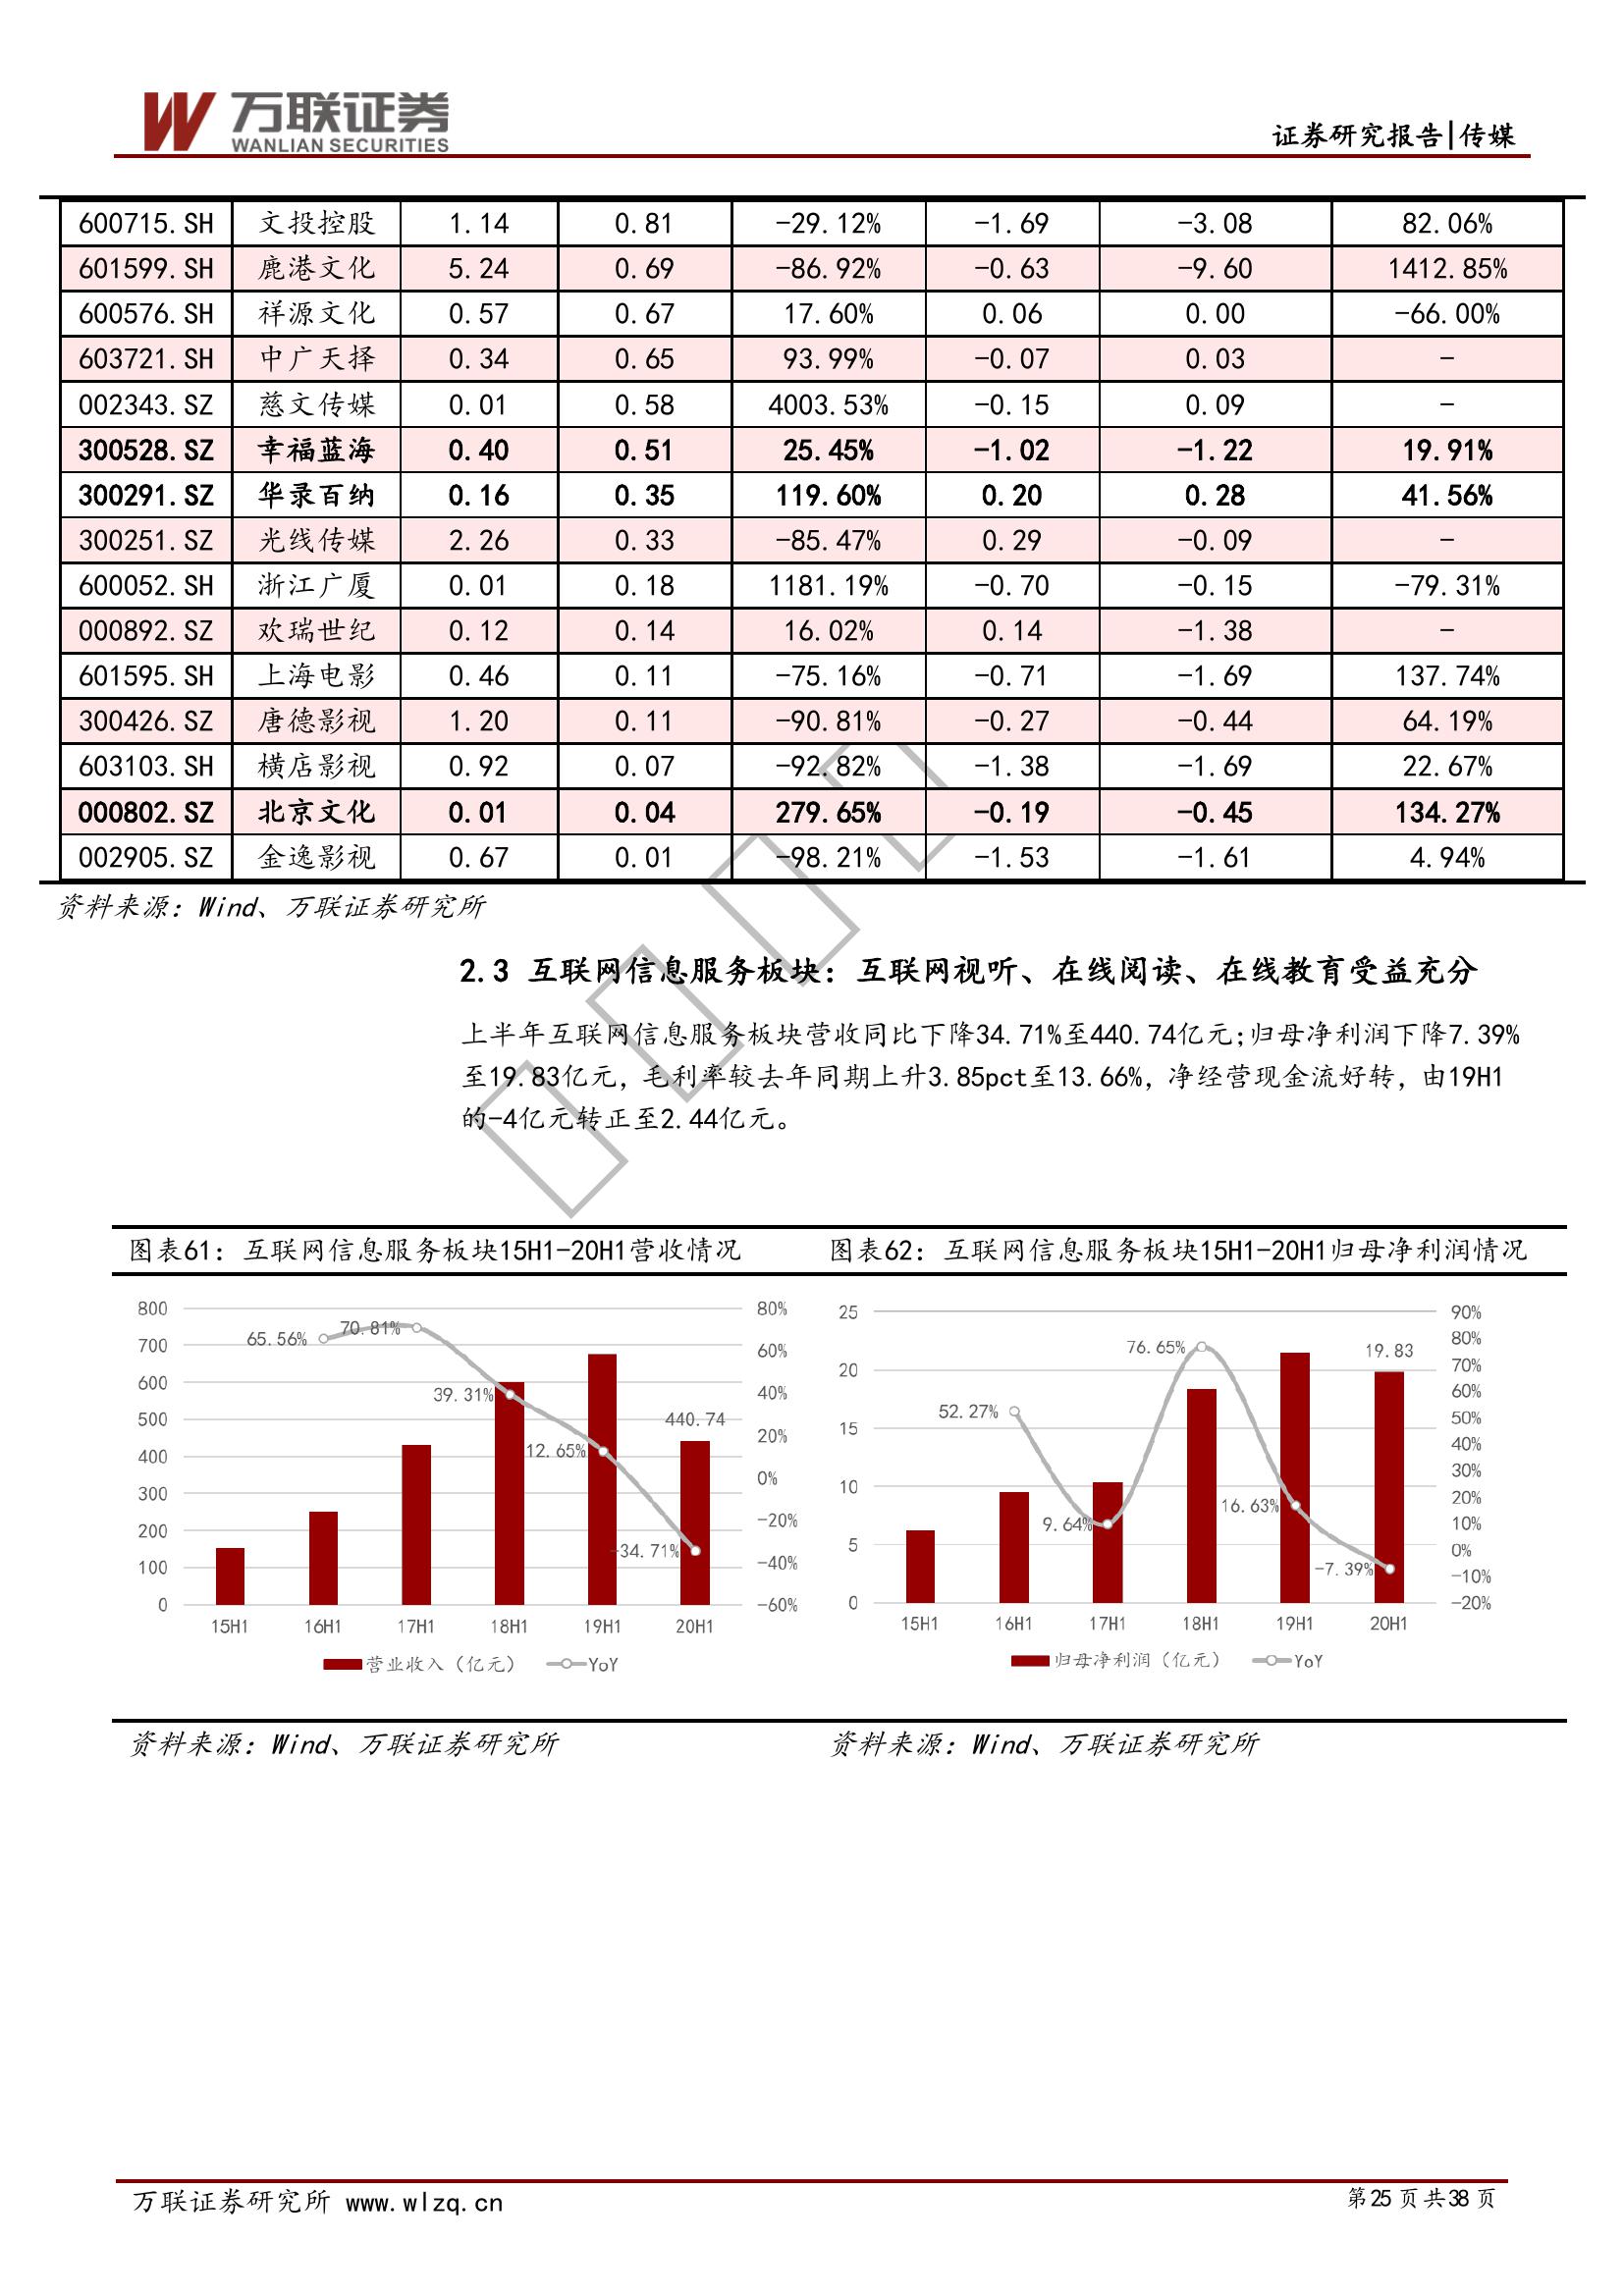 万联证券
WANLIAN SECURITIES
证券研究报告|传媒
600715.SH 文投控股 1.14 0.81 -29.12% -1.69 -3.08 82.06%
601599.SH 鹿港文化 5.24 0.69 -86.92% -0.63 -9.60 1412.85%
600576.SH 祥源文化 0.57 0.67 17.60% 0.06 0.00 -66.00%
603721.SH 中广天择 0.34 0.65 93.99% -0.07 0.03 -
002343.SZ 慈文传媒 0.01 0.58 4003.53% -0.15 0.09 -
300528.SZ 幸福蓝海 0.40 0.51 25.45% -1.02 -1.22 19.91%
300291.SZ 华录百纳 0.16 0.35 119.60% 0.20 0.28 41.56%
300251.SZ 光线传媒 2.26 0.33 -85.47% 0.29 -0.09 -
600052.SH 浙江广厦 0.01 0.18 1181.19% -0.70 -0.15 -79.31%
000892.SZ 欢瑞世纪 0.12 0.14 16.02% 0.14 -1.38 -
601595.SH 上海电影 0.46 0.11 -75.16% -0.71 -1.69 137.74%
300426.SZ 唐德影视 1.20 0.11 -90.81% -0.27 -0.44 64.19%
603103.SH 横店影视 0.92 0.07 -92.82% -1.38 -1.69 22.67%
000802.SZ 北京文化 0.01 0.04 279.65% -0.19 -0.45 134.27%
002905.SZ 金逸影视 0.67 0.01 -98.21% -1.53 -1.61 4.94%
资料来源：Wind、万联证券研究所
2.3 互联网信息服务板块：互联网视听、在线阅读、在线教育受益充分
上半年互联网信息服务板块营收同比下降34.71%至440.74亿元;归母净利润下降7.39%
至19.83亿元，毛利率较去年同期上升3.85pct至13.66%，净经营现金流好转，由19H1
的-4亿元转正至2.44亿元。
图表61：互联网信息服务板块15H1-20H1营收情况
800
700
600
500
400
300
200
100
0
80%
60%
40%
20%
0%
-20%
-40%
-60%
65.56%
70.81%
39.31%
12.65%
440.74
-34.71%
15H1 16H1 17H1 18H1 19H1 20H1
营业收入（亿元） YoY
资料来源：Wind、万联证券研究所
图表62：互联网信息服务板块15H1-20H1归母净利润情况
25
20
15
10
5
0
90%
80%
70%
60%
50%
40%
30%
20%
10%
0%
-10%
-20%
52.27%
9.64%
76.65%
16.63%
19.83
-7.39%
15H1 16H1 17H1 18H1 19H1 20H1
归母净利润（亿元） YoY
资料来源：Wind、万联证券研究所
万联证券研究所 www.wlzq.cn
第25页共38页